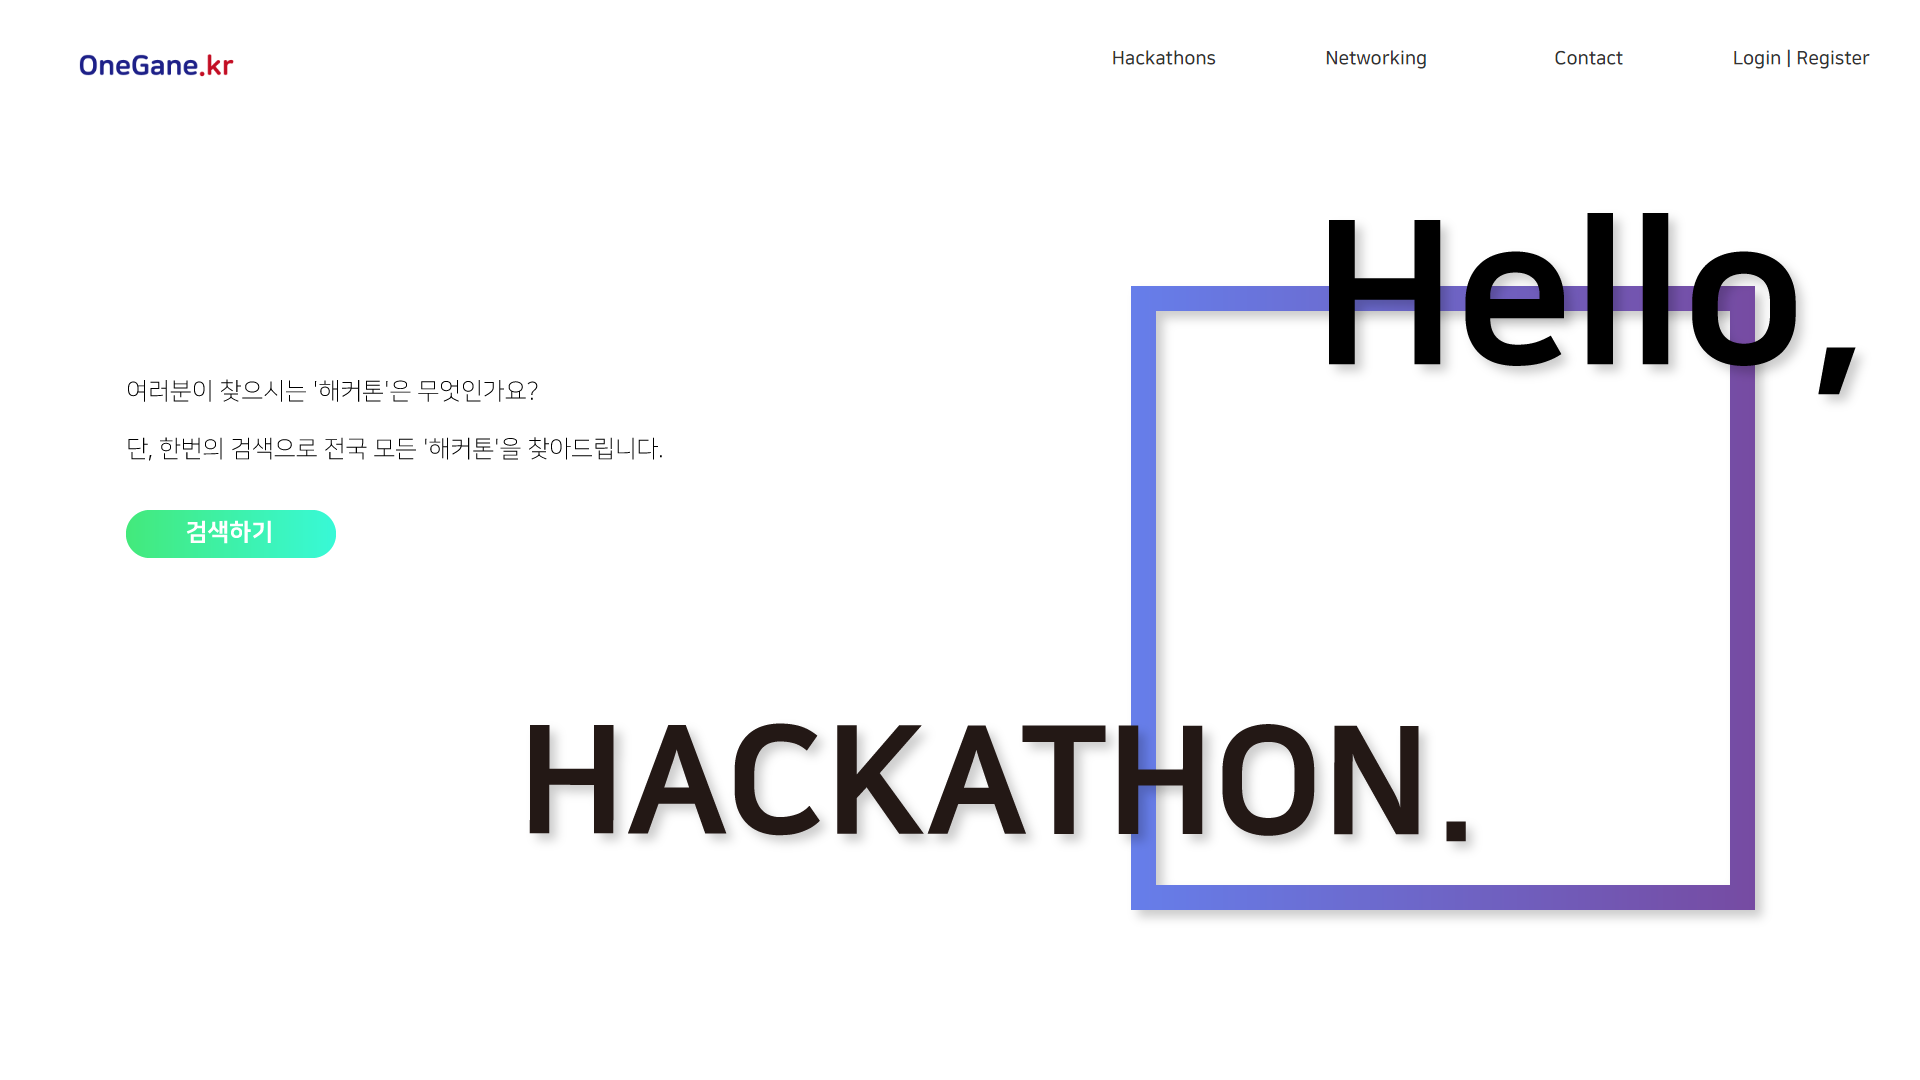 OneGane.kr
Hackathons
Networking
Contact
Login | Register
Hello,
여러분이 찾으시는 '해커톤'은 무엇인가요?
단, 한번의 검색으로 전국 모든 '해커톤'을 찾아드립니다.
검색하기
HACKATHON.